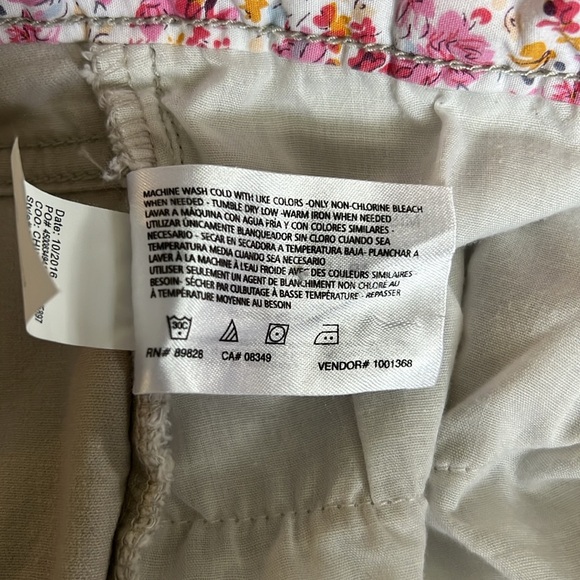 MACHINE WASH COLD WITH LIKE COLORS -ONLY NON-CHLORINE BLEACH
WHEN NEEDED - TUMBLE DRY LOW -WARM IRON WHEN NEEDED
LAVAR A MÁQUINA CON AGUA FRÍA Y CON COLORES SIMILARES -
UTILIZAR ÚNICAMENTE BLANQUEADOR SIN CLORO CUANDO SEA
NECESARIO - SECAR EN SECADORA A TEMPERATURA BAJA- PLANCHAR A
TEMPERATURA MEDIA CUANDO SEA NECESARIO
LAVER À LA MACHINE À L'EAU FROIDE AVEC DES COULEURS SIMILAIRES -
UTILISER SEULEMENT UN AGENT DE BLANCHIMENT NON CHLORÉ AU
BESOIN- SÉCHER PAR CULBUTAGE À BASSE TEMPÉRATURE - REPASSER
À TEMPÉRATURE MOYENNE AU BESOIN
30C
RN# 89828 CA# 08349 VENDOR# 1001368
Date: 10/2016
PO#
COO: CHI